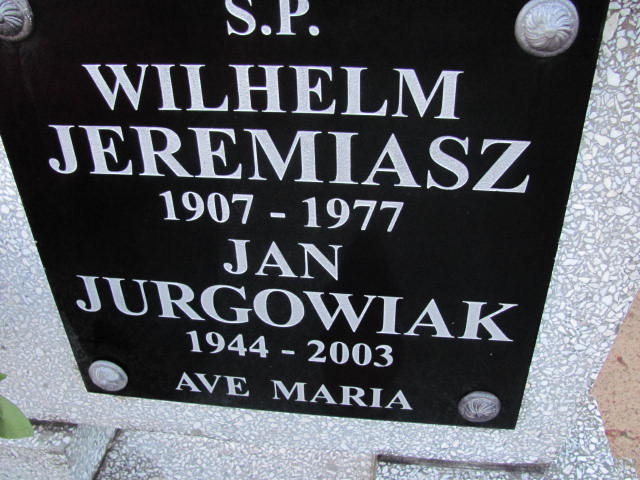 S.P.
WILHELM
JEREMIASZ
1907 - 1977
JAN
JURGOWIAK
1944 - 2003
AVE MARIA